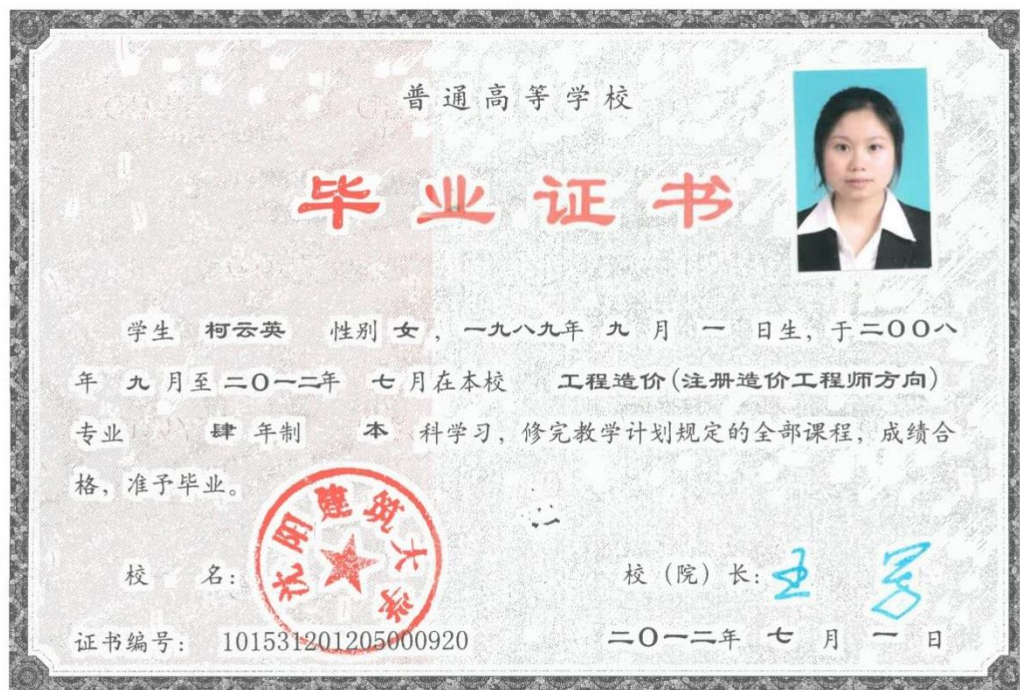 普通高等学校
毕业证书
学生 柯云英 性别 女，一九八九年 九 月 一 日生，于二〇〇八
年 九 月至二〇一二年 七 月在本校 工程造价(注册造价工程师方向)
专业 肆 年制 本 科学习，修完教学计划规定的全部课程，成绩合
格，准予毕业。
沈阳建筑大学
校 名： 校（院）长：
证书编号： 101531201205000920 二〇一二年 七 月 一 日